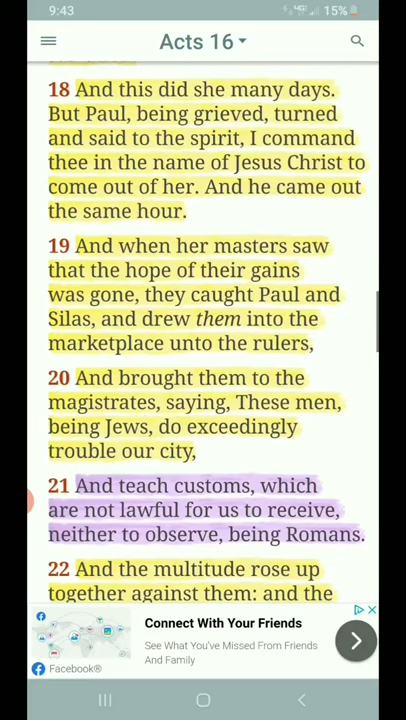 9:43
15%
Acts 16
18 And this did she many days.
But Paul, being grieved, turned
and said to the spirit, I command
thee in the name of Jesus Christ to
come out of her. And he came out
the same hour.
19 And when her masters saw
that the hope of their gains
was gone, they caught Paul and
Silas, and drew them into the
marketplace unto the rulers,
20 And brought them to the
magistrates, saying, These men,
being Jews, do exceedingly
trouble our city,
21 And teach customs, which
are not lawful for us to receive,
neither to observe, being Romans.
22 And the multitude rose up
together against them: and the
Connect With Your Friends
See What You've Missed From Friends
And Family
Facebook®